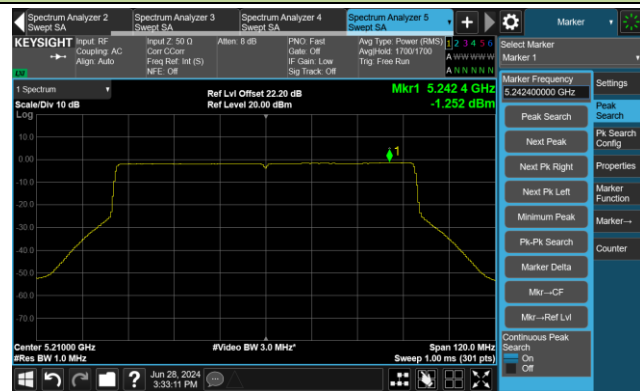 Spectrum Analyzer 2
Swept SA
Spectrum Analyzer 3
Swept SA
Spectrum Analyzer 4
Swept SA
Spectrum Analyzer 5
Swept SA
Marker
KEYSIGHT
Input: RF
Coupling: AC
Align: Auto
Input Z: 50 Ω
Corr CCorr
Freq Ref: Int (S)
NFE: Off
Atten: 8 dB
PNO: Fast
Gate: Off
IF Gain: Low
Sig Track: Off
Avg Type: Power (RMS)
Avg|Hold: 1700/1700
Trig: Free Run
1 2 3 4 5 6
A W W W W W
A N N N N N
LW
1 Spectrum
Scale/Div 10 dB
Log
Ref Lvl Offset 22.20 dB
Ref Level 20.00 dBm
Mkr1 5.242 4 GHz
-1.252 dBm
1
10.0
0.00
-10.0
-20.0
-30.0
-40.0
-50.0
-60.0
-70.0
Center 5.21000 GHz
#Res BW 1.0 MHz
#Video BW 3.0 MHz*
Span 120.0 MHz
Sweep 1.00 ms (301 pts)
Select Marker
Marker 1
Marker Frequency
5.242400000 GHz
Peak Search
Next Peak
Next Pk Right
Next Pk Left
Minimum Peak
Pk-Pk Search
Marker Delta
Mkr→CF
Mkr→Ref Lvl
Continuous Peak
Search
On
Off
Settings
Peak
Search
Pk Search
Config
Properties
Marker
Function
Marker→
Counter
Jun 28, 2024
3:33:11 PM